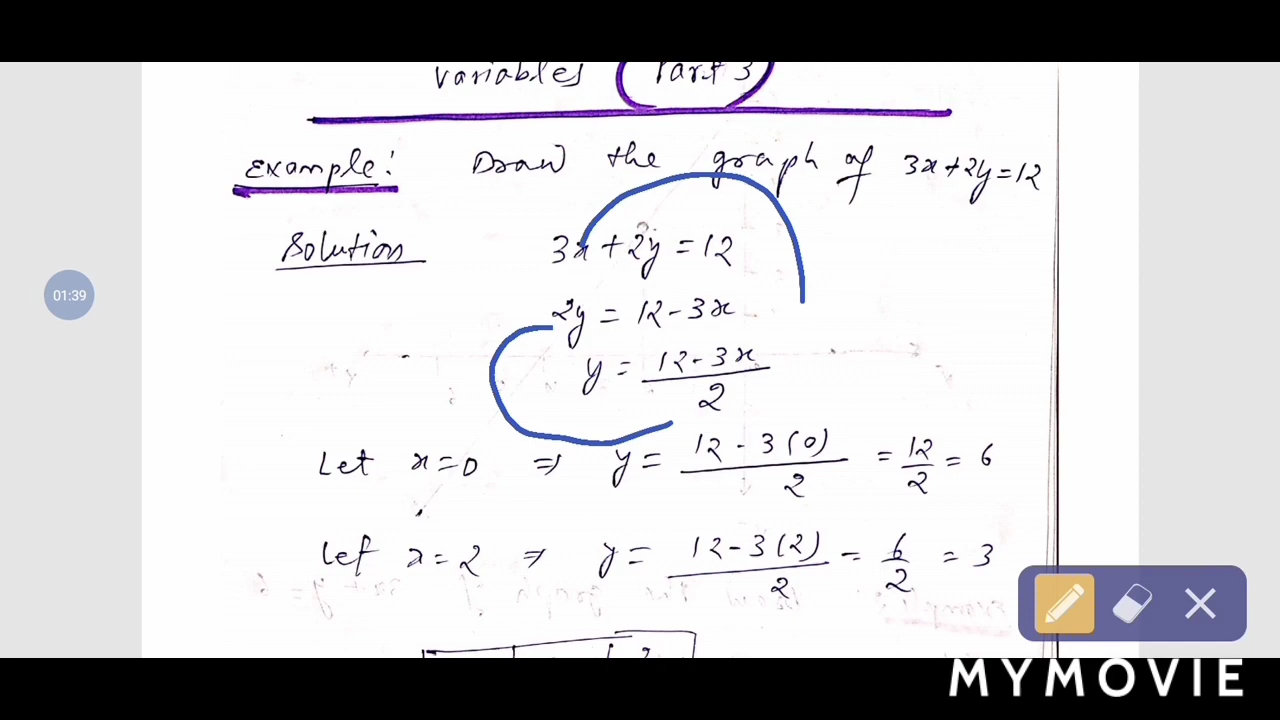 variables Part 3
Example: Draw the graph of 3x+2y=12
Solution 3x+2y=12
01:39
2y = 12-3x
y = 12-3x / 2
Let x=0 ⇒ y = 12-3(0) / 2 = 12/2 = 6
Let x=2 ⇒ y = 12-3(2) / 2 = 6/2 = 3
MYMOVIE